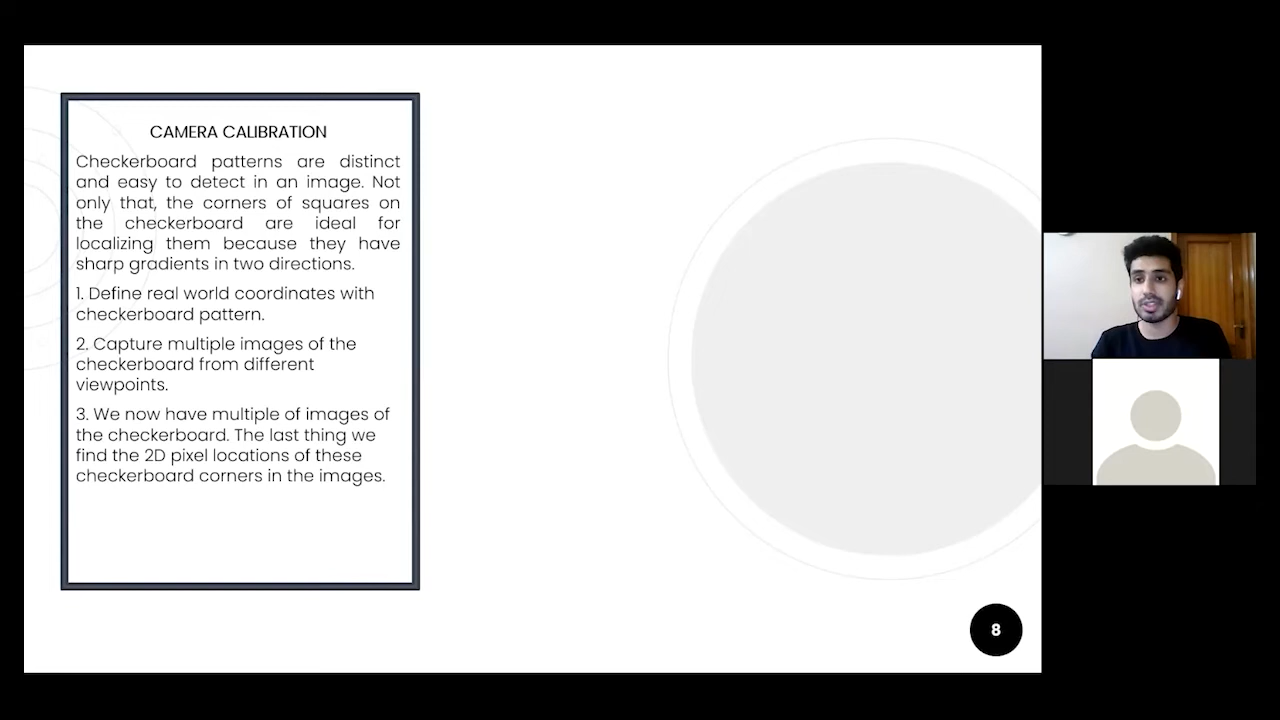 CAMERA CALIBRATION
Checkerboard patterns are distinct
and easy to detect in an image. Not
only that, the corners of squares on
the checkerboard are ideal for
localizing them because they have
sharp gradients in two directions.
1. Define real world coordinates with
checkerboard pattern.
2. Capture multiple images of the
checkerboard from different
viewpoints.
3. We now have multiple of images of
the checkerboard. The last thing we
find the 2D pixel locations of these
checkerboard corners in the images.
8